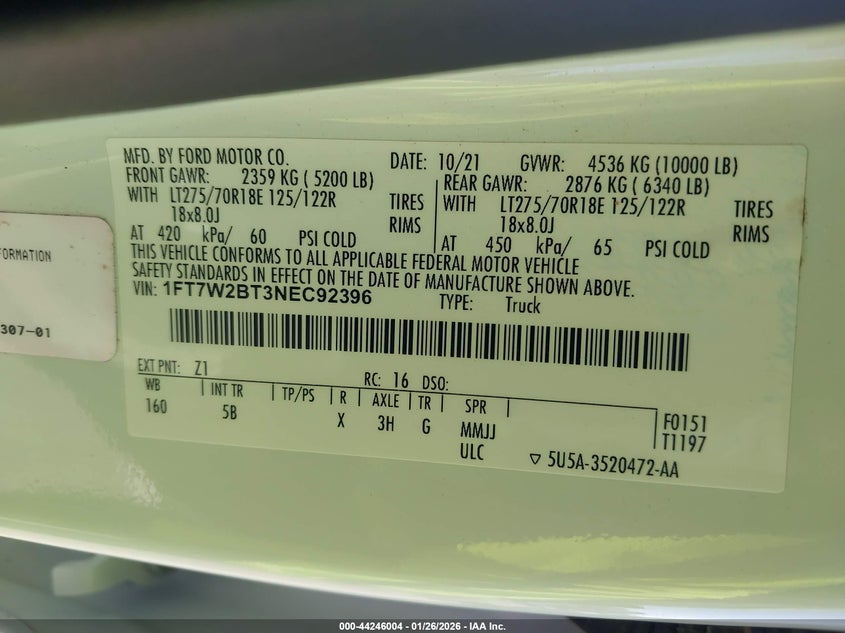 MFD. BY FORD MOTOR CO. DATE: 10/21 GVWR: 4536 KG (10000 LB)
FRONT GAWR: 2359 KG ( 5200 LB) REAR GAWR: 2876 KG ( 6340 LB)
WITH LT275/70R18E 125/122R TIRES WITH LT275/70R18E 125/122R TIRES
18x8.0J RIMS 18x8.0J RIMS
AT 420 kPa/ 60 PSI COLD AT 450 kPa/ 65 PSI COLD
THIS VEHICLE CONFORMS TO ALL APPLICABLE FEDERAL MOTOR VEHICLE
SAFETY STANDARDS IN EFFECT ON THE DATE OF MANUFACTURE SHOWN ABOVE.
VIN: 1FT7W2BT3NEC92396 TYPE: Truck
EXT PNT: Z1 RC: 16 DSO:
WB INT TR TP/PS R AXLE TR SPR
160 5B X 3H G MMJJ
ULC
F0151
T1197
▽ 5U5A-3520472-AA
FORMATION
307-01
000-44246004 - 01/26/2026 - IAA Inc.